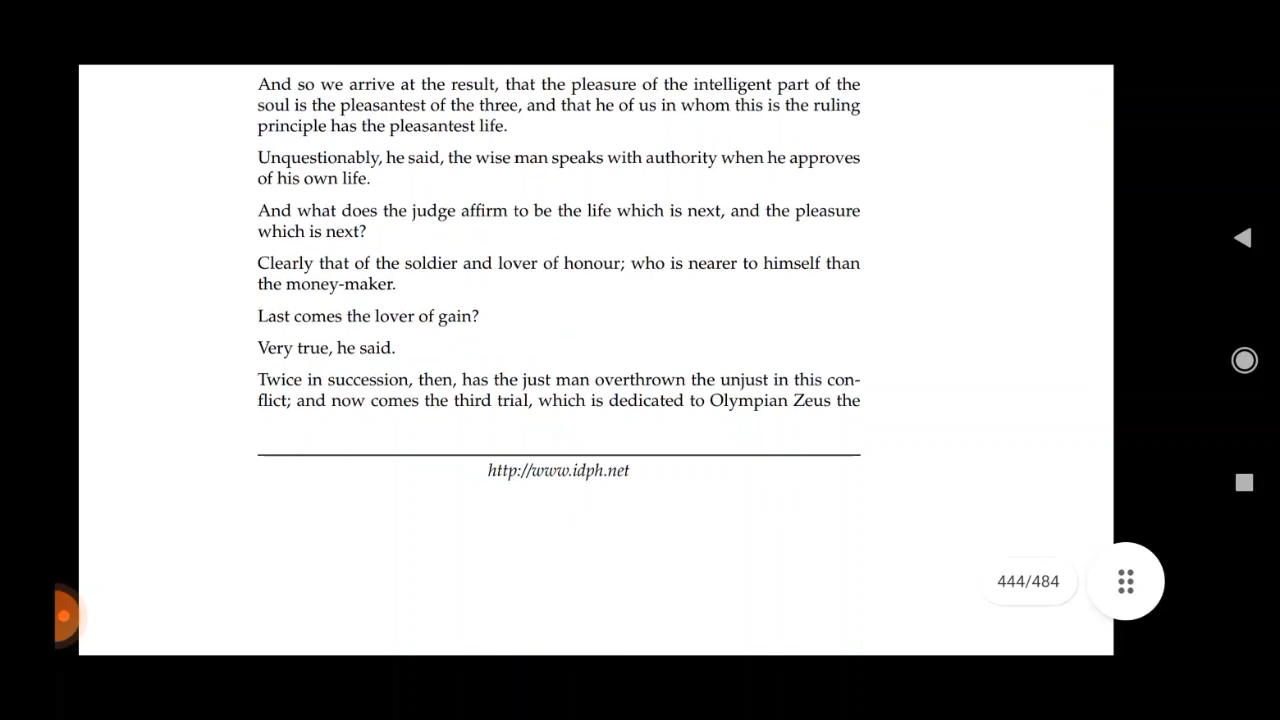 And so we arrive at the result, that the pleasure of the intelligent part of the
soul is the pleasantest of the three, and that he of us in whom this is the ruling
principle has the pleasantest life.
Unquestionably, he said, the wise man speaks with authority when he approves
of his own life.
And what does the judge affirm to be the life which is next, and the pleasure
which is next?
Clearly that of the soldier and lover of honour; who is nearer to himself than
the money-maker.
Last comes the lover of gain?
Very true, he said.
Twice in succession, then, has the just man overthrown the unjust in this con-
flict; and now comes the third trial, which is dedicated to Olympian Zeus the
http://www.idph.net
444/484